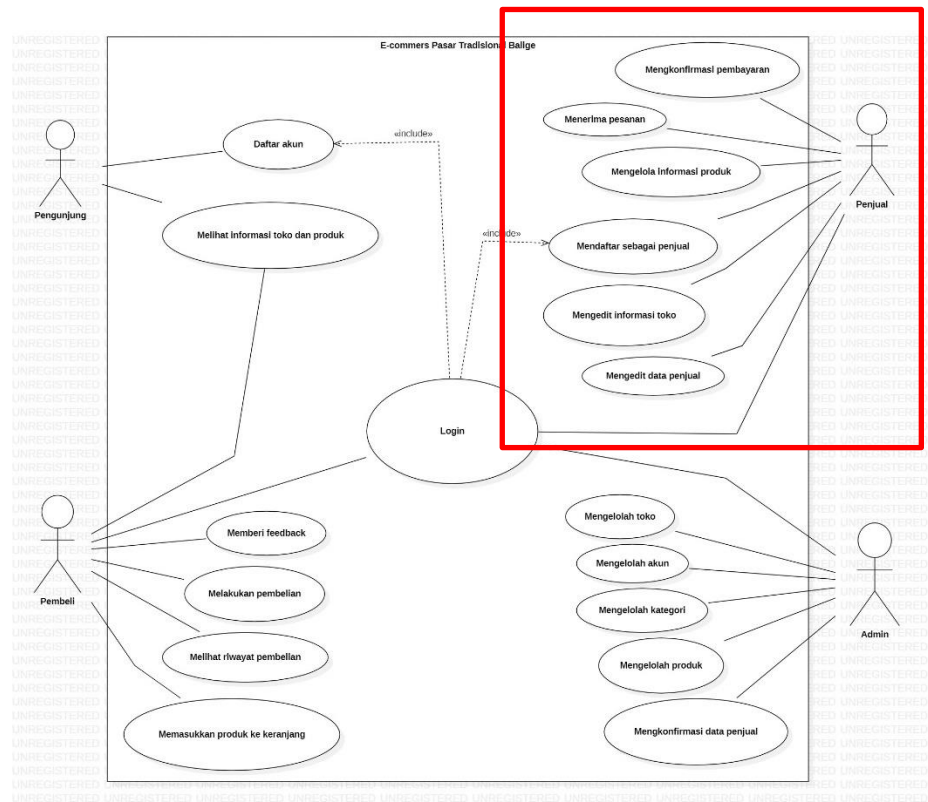 E-commers Pasar Tradisional Balige
Mengkonfirmasi pembayaran
Menerima pesanan
Daftar akun
«include»
Mengelola informasi produk
Pengunjung
Penjual
Melihat informasi toko dan produk
«include»
Mendaftar sebagai penjual
Mengedit informasi toko
Mengedit data penjual
Login
Mengelolah toko
Memberi feedback
Mengelolah akun
Melakukan pembelian
Pembeli
Mengelolah kategori
Admin
Melihat riwayat pembelian
Mengelolah produk
Memasukkan produk ke keranjang
Mengkonfirmasi data penjual
UNREGISTERED